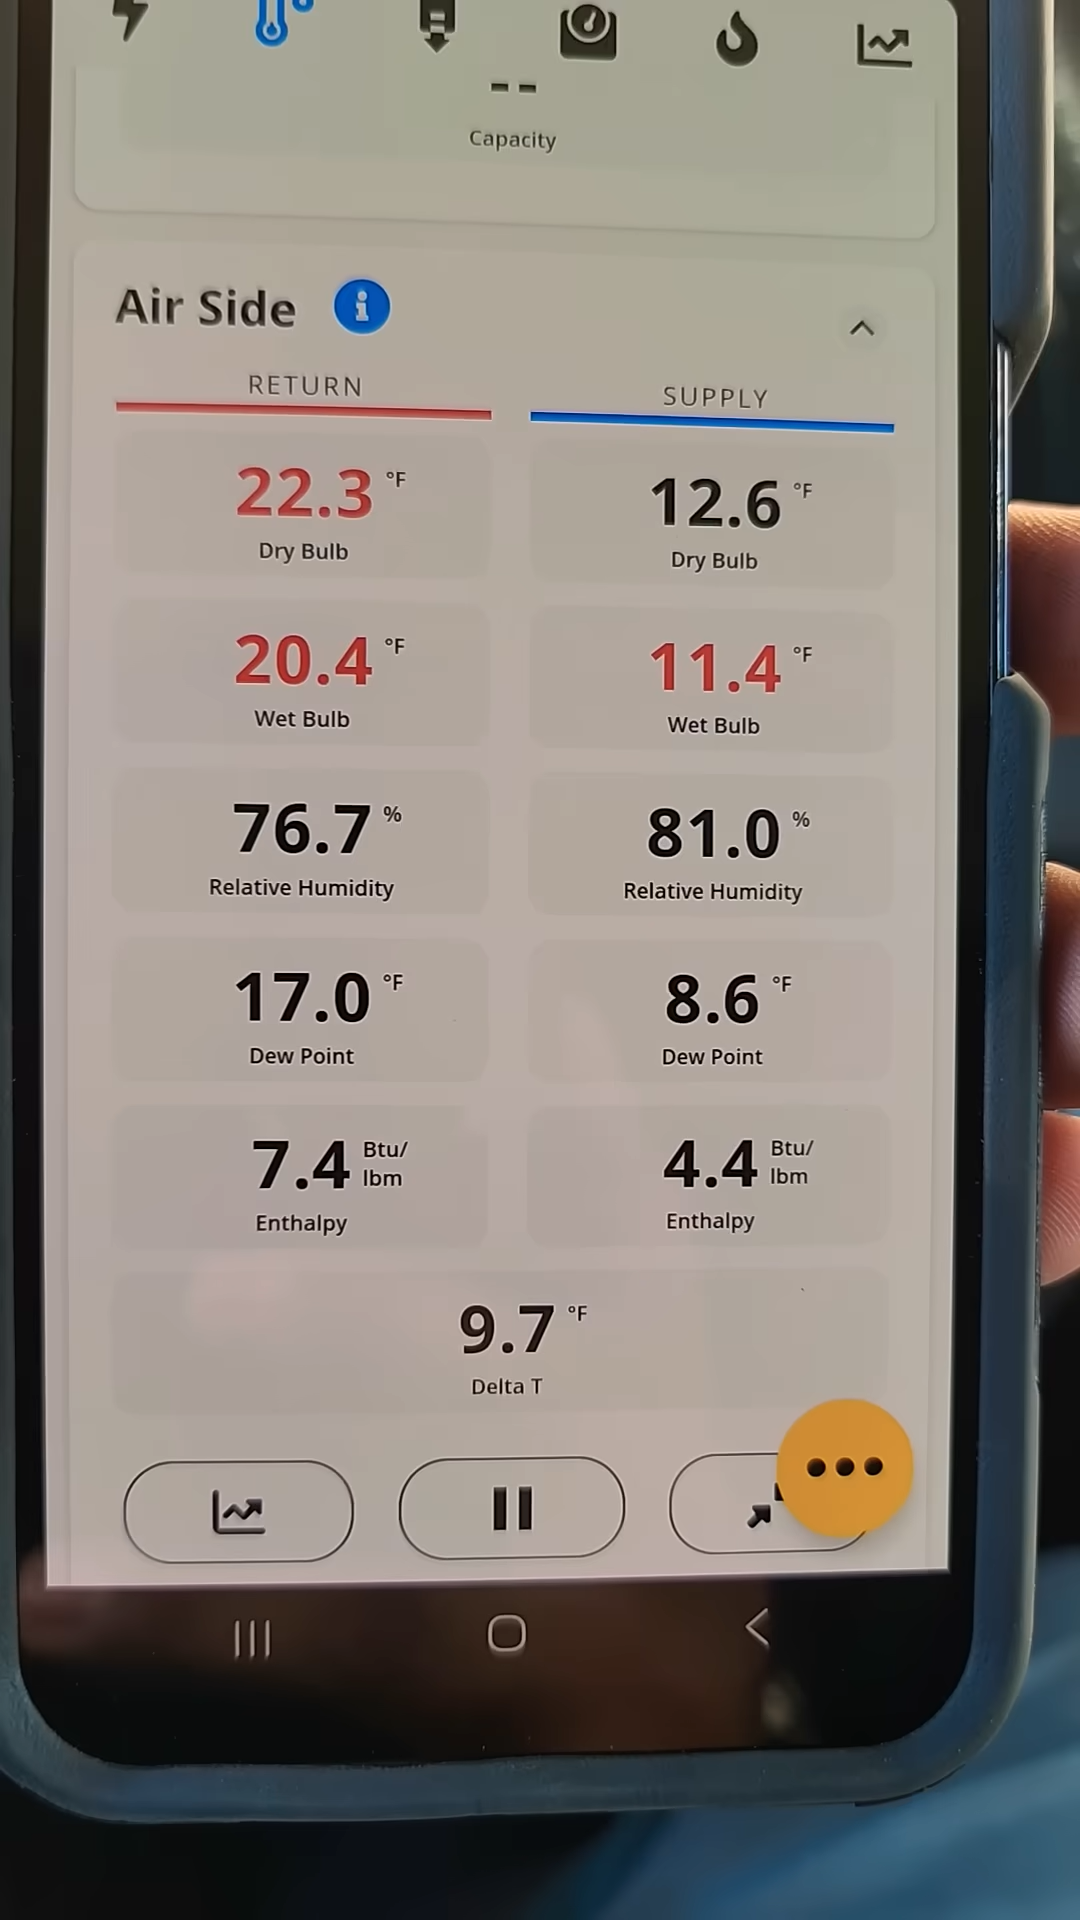 --
Capacity
Air Side
RETURN SUPPLY
22.3 °F 12.6 °F
Dry Bulb Dry Bulb
20.4 °F 11.4 °F
Wet Bulb Wet Bulb
76.7 % 81.0 %
Relative Humidity Relative Humidity
17.0 °F 8.6 °F
Dew Point Dew Point
7.4 Btu/lbm 4.4 Btu/lbm
Enthalpy Enthalpy
9.7 °F
Delta T